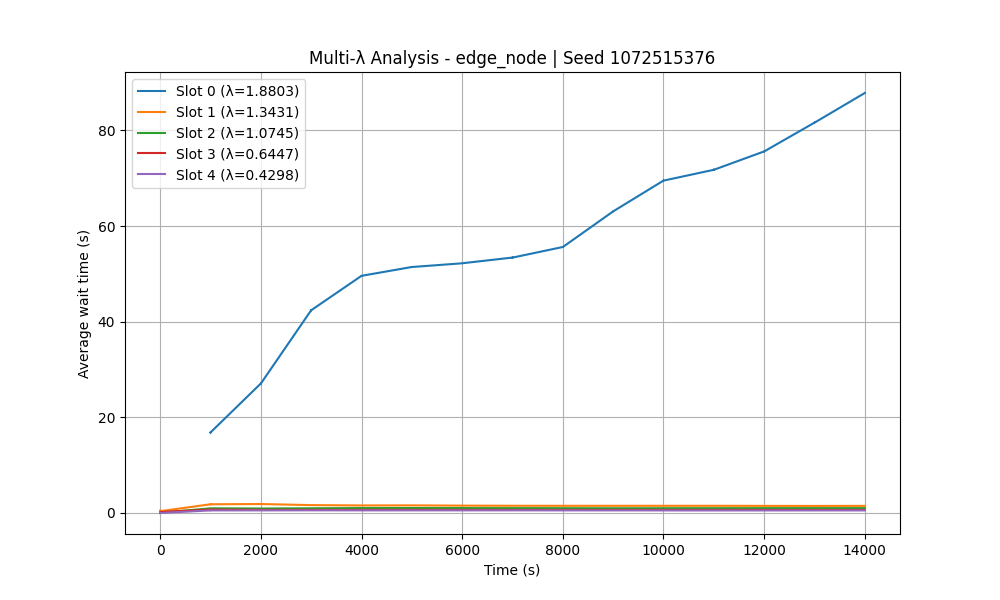 Multi-λ Analysis - edge_node | Seed 1072515376
Slot 0 (λ=1.8803)
Slot 1 (λ=1.3431)
Slot 2 (λ=1.0745)
Slot 3 (λ=0.6447)
Slot 4 (λ=0.4298)
Average wait time (s)
80
60
40
20
0
0 2000 4000 6000 8000 10000 12000 14000
Time (s)